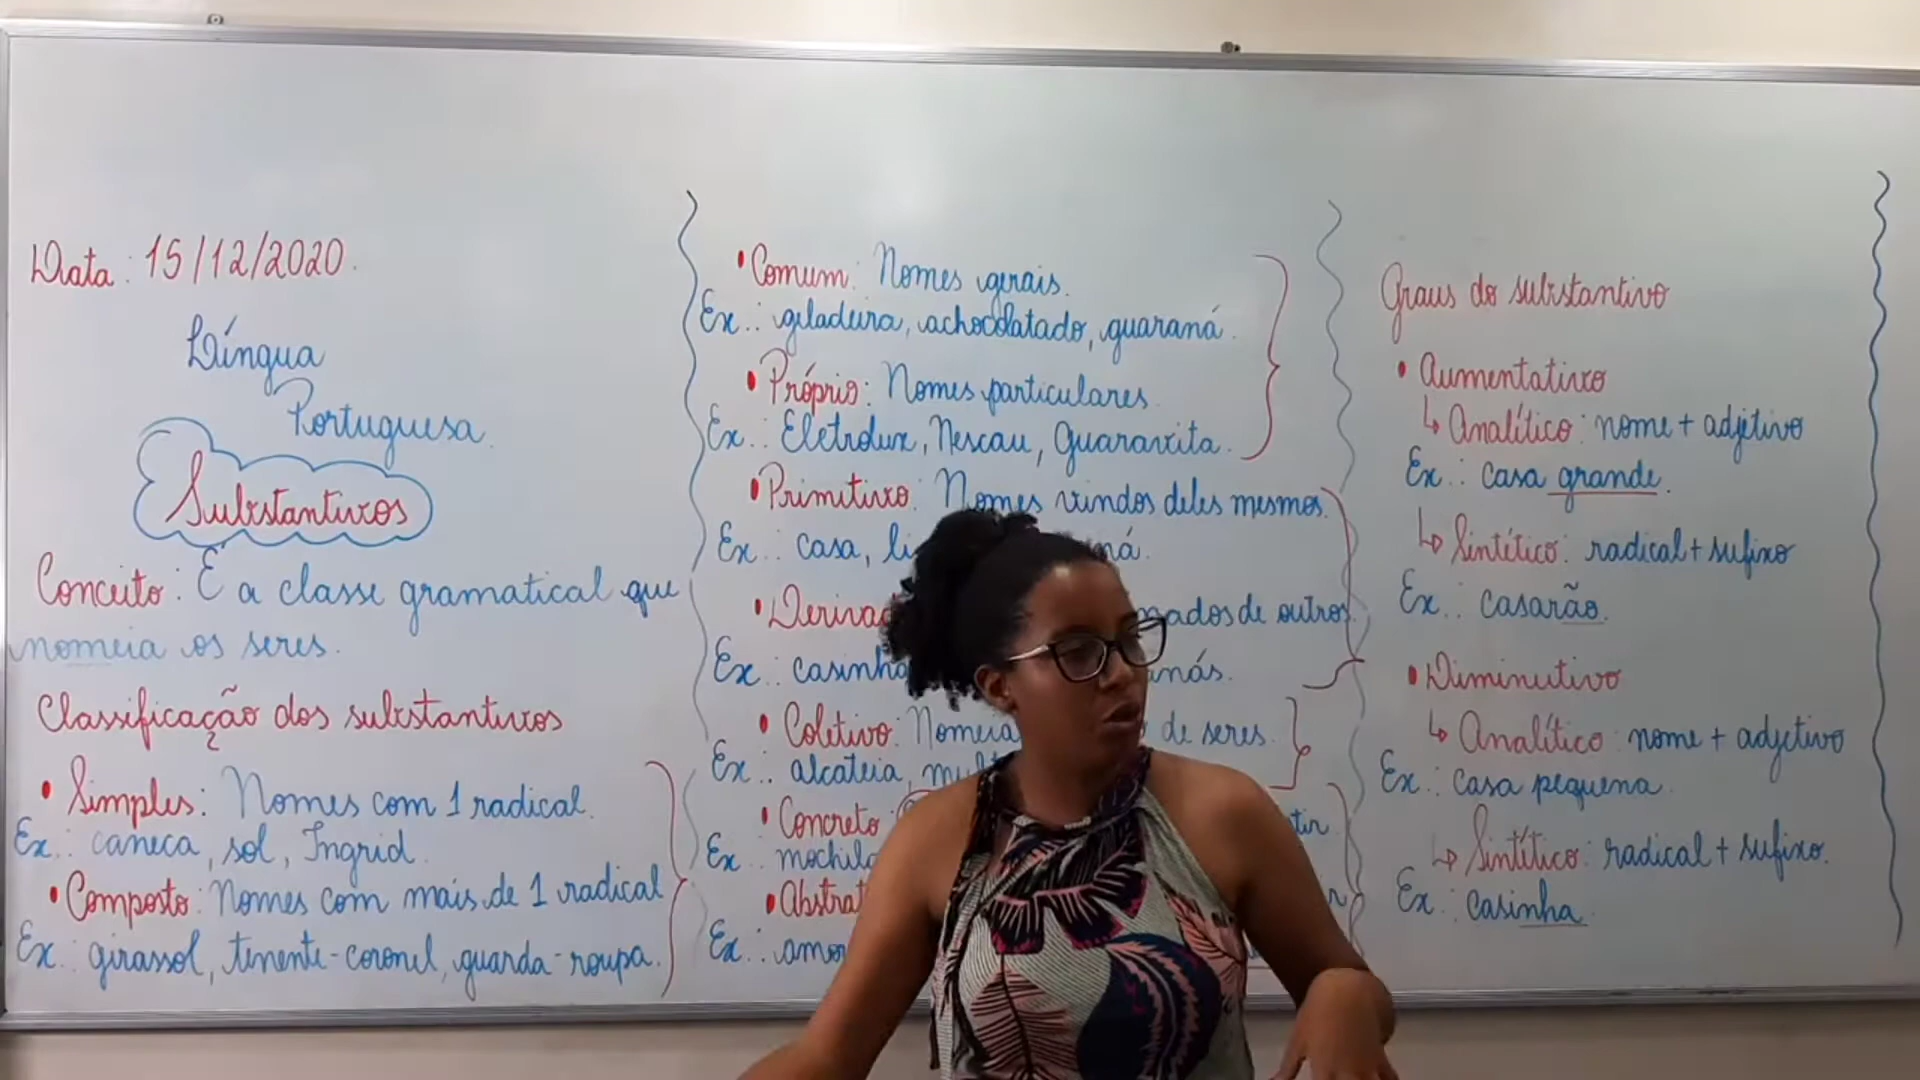 Data: 15/12/2020.
Língua
Portuguesa.
Substantivos
Conceito: É a classe gramatical que
nomeia os seres.
Classificação dos substantivos
• Simples: Nomes com 1 radical.
Ex.: caneca, sol, Ingrid.
• Composto: Nomes com mais de 1 radical
Ex.: girassol, tenente-coronel, guarda-roupa.
• Comum: Nomes gerais.
Ex.: geladeira, achocolatado, guaraná.
• Próprio: Nomes particulares.
Ex.: Eletrolux, Nescau, Guaravita.
• Primitivo: Nomes vindos deles mesmos.
Ex.: casa,
de outros.
Ex.: casinha
• Coletivo: Nomeia de seres.
Ex.: alcateia,
• Concreto
Ex.:
Ex.:
Graus do substantivo
• Aumentativo
↳ Analítico: nome + adjetivo
Ex.: casa grande.
↳ Sintético: radical + sufixo
Ex.: casarão.
• Diminutivo
↳ Analítico: nome + adjetivo
Ex.: casa pequena.
↳ Sintético: radical + sufixo.
Ex.: casinha.